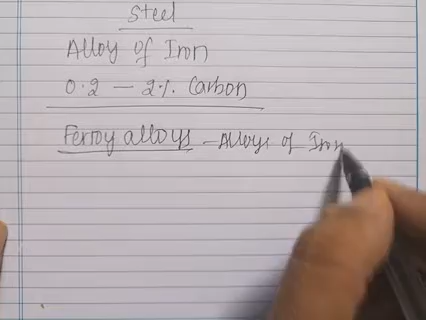 Steel
Alloy of Iron
0.2 — 2%. Carbon
Ferroy alloys - Alloys of Iron